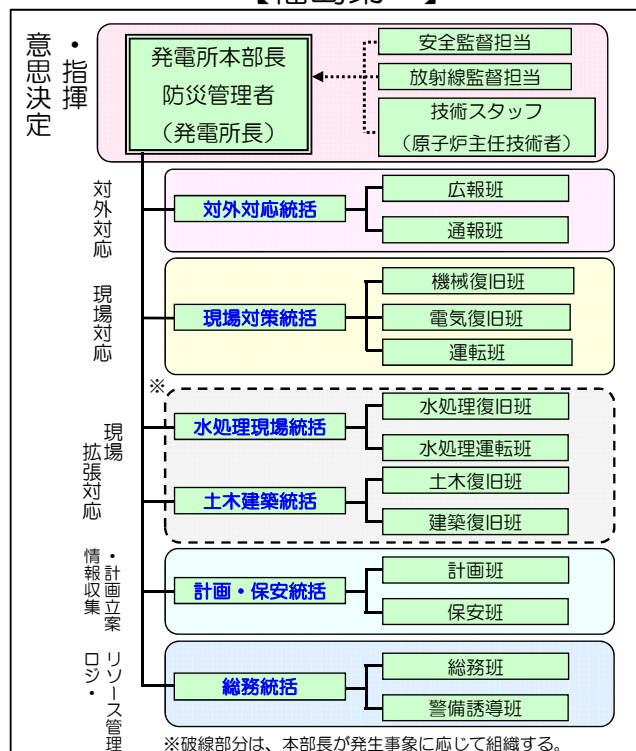 【福島第一】
意思決定
・指揮
発電所本部長
防災管理者
（発電所長）
安全監督担当
放射線監督担当
技術スタッフ
（原子炉主任技術者）
対外対応
対外対応統括
広報班
通報班
現場対応
現場対策統括
機械復旧班
電気復旧班
運転班
※
現場
拡張対応
水処理現場統括
水処理復旧班
水処理運転班
土木建築統括
土木復旧班
建築復旧班
情報収集
・計画立案
計画・保安統括
計画班
保安班
ロジ・
リソース管理
総務統括
総務班
警備誘導班
※破線部分は、本部長が発生事象に応じて組織する。